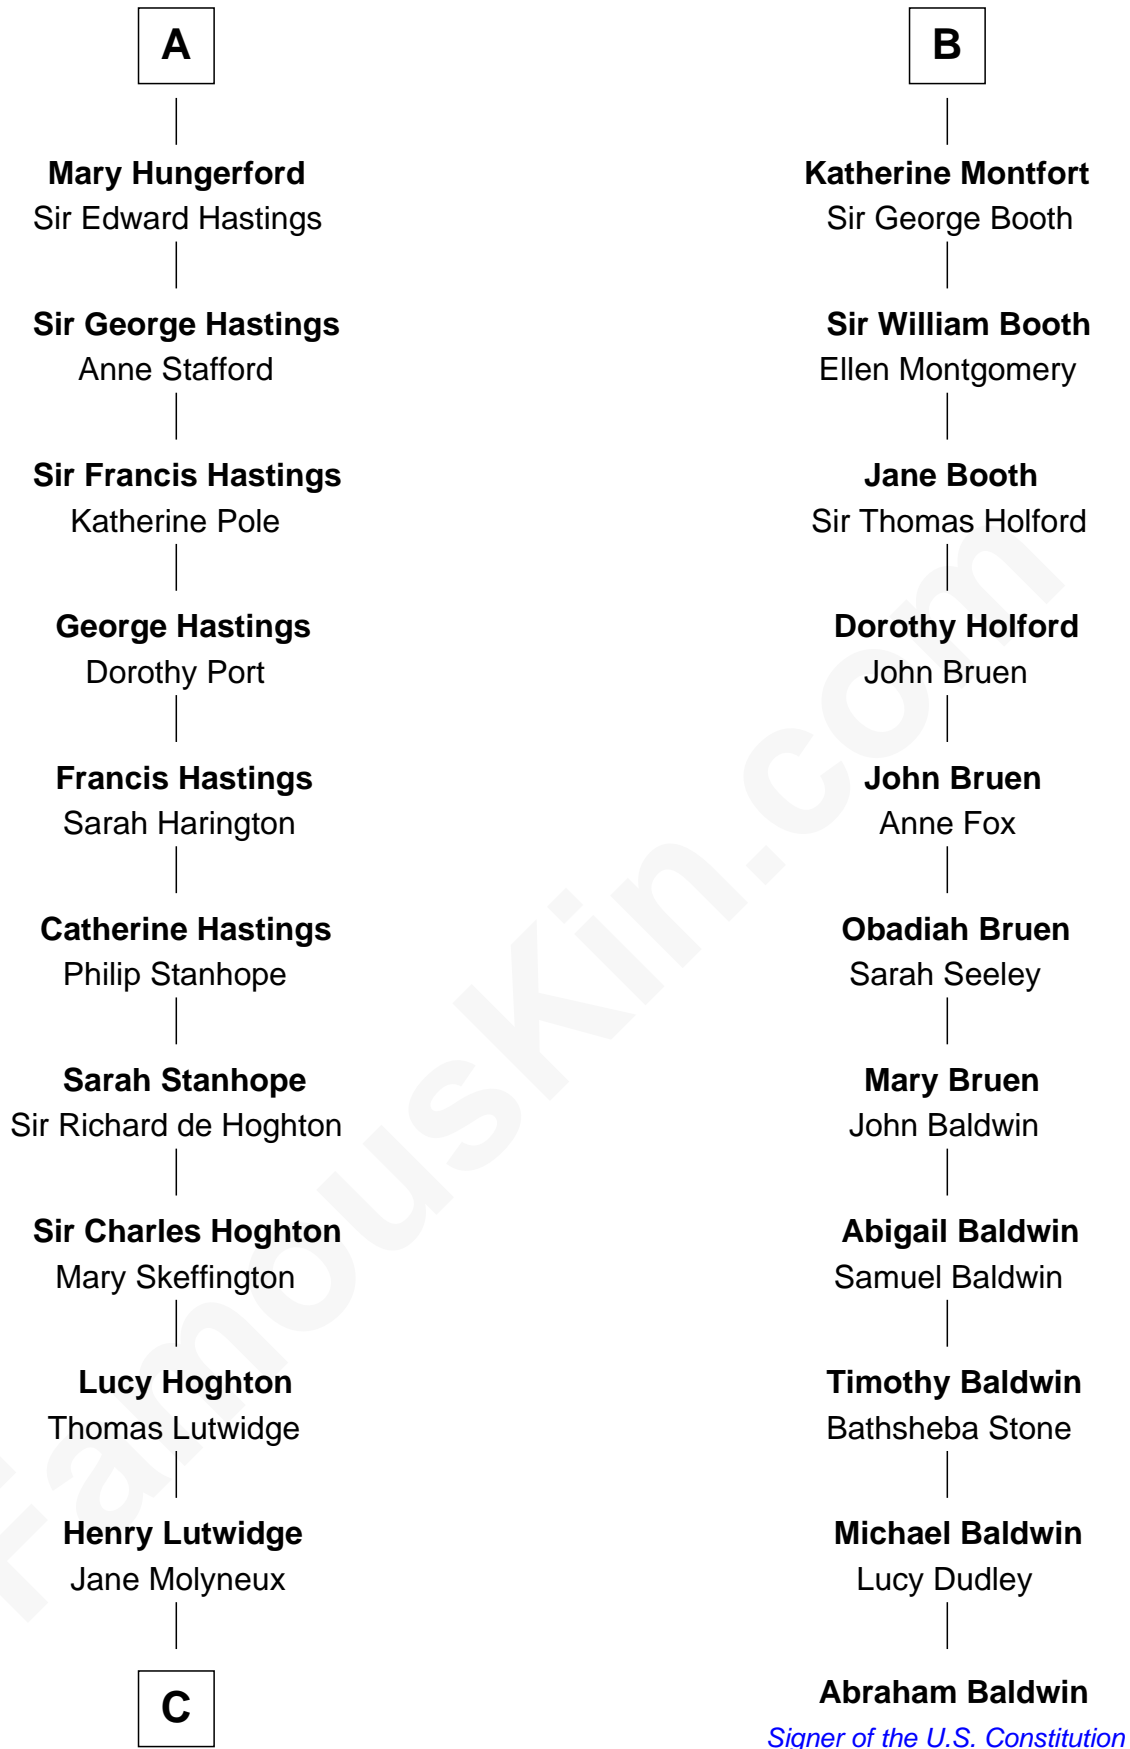 A
Mary Hungerford
Sir Edward Hastings
Sir George Hastings
Anne Stafford
Sir Francis Hastings
Katherine Pole
George Hastings
Dorothy Port
Francis Hastings
Sarah Harington
Catherine Hastings
Philip Stanhope
Sarah Stanhope
Sir Richard de Hoghton
Sir Charles Hoghton
Mary Skeffington
Lucy Hoghton
Thomas Lutwidge
Henry Lutwidge
Jane Molyneux
C
B
Katherine Montfort
Sir George Booth
Sir William Booth
Ellen Montgomery
Jane Booth
Sir Thomas Holford
Dorothy Holford
John Bruen
John Bruen
Anne Fox
Obadiah Bruen
Sarah Seeley
Mary Bruen
John Baldwin
Abigail Baldwin
Samuel Baldwin
Timothy Baldwin
Bathsheba Stone
Michael Baldwin
Lucy Dudley
Abraham Baldwin
Signer of the U.S. Constitution
FamousKin.com